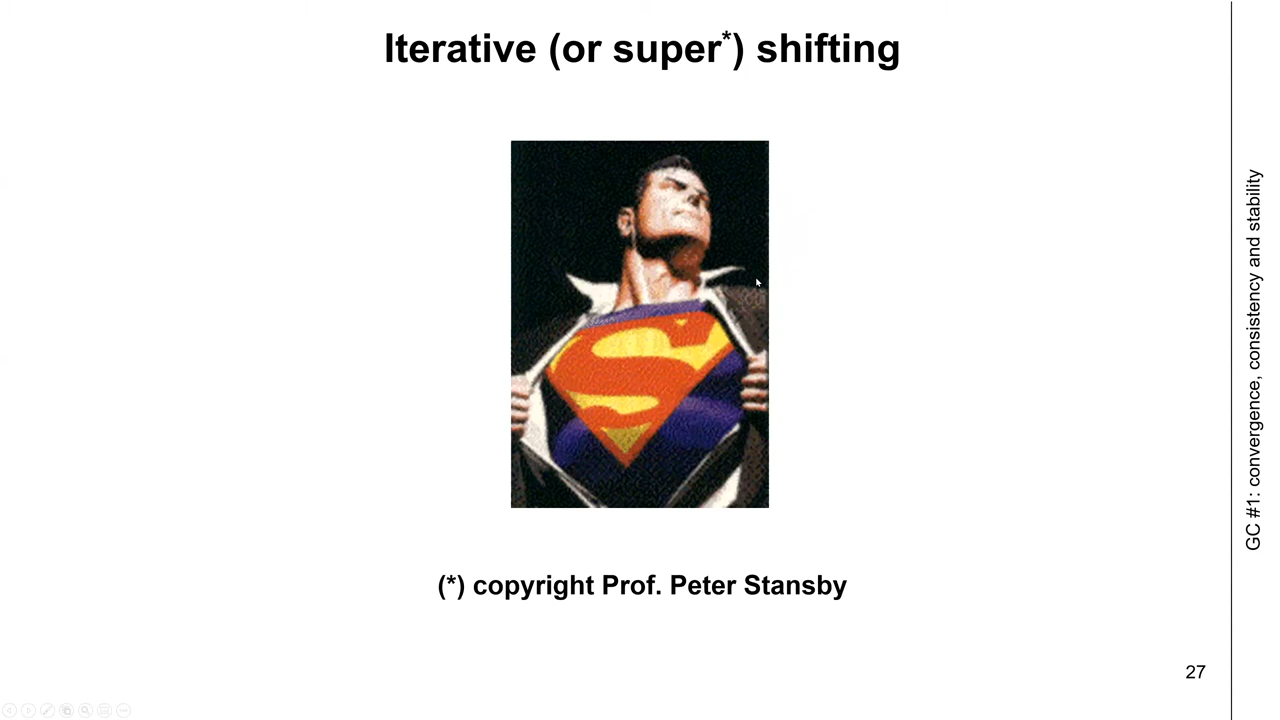 Iterative (or super*) shifting
(*) copyright Prof. Peter Stansby
27
GC #1: convergence, consistency and stability